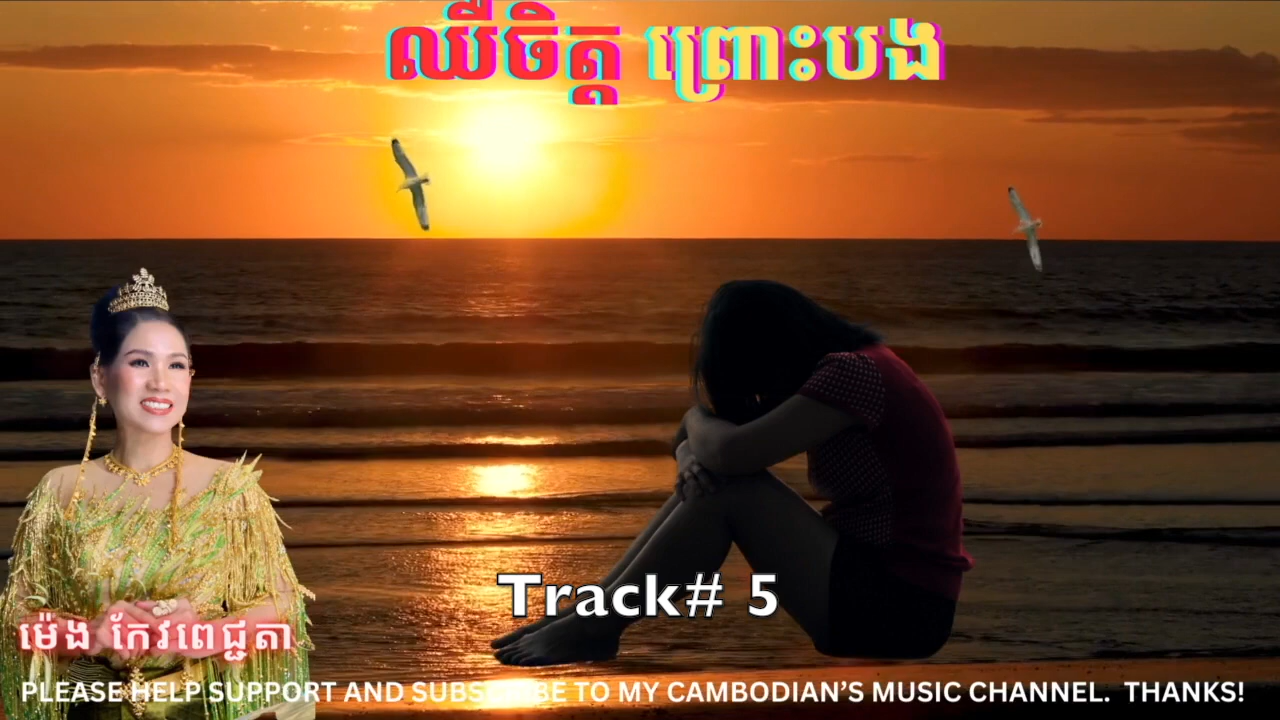 ឈឺចិត្ត ព្រោះបង
Track# 5
ម៉េង កែវពេជ្ជតា
PLEASE HELP SUPPORT AND SUBSCRIBE TO MY CAMBODIAN’S MUSIC CHANNEL. THANKS!